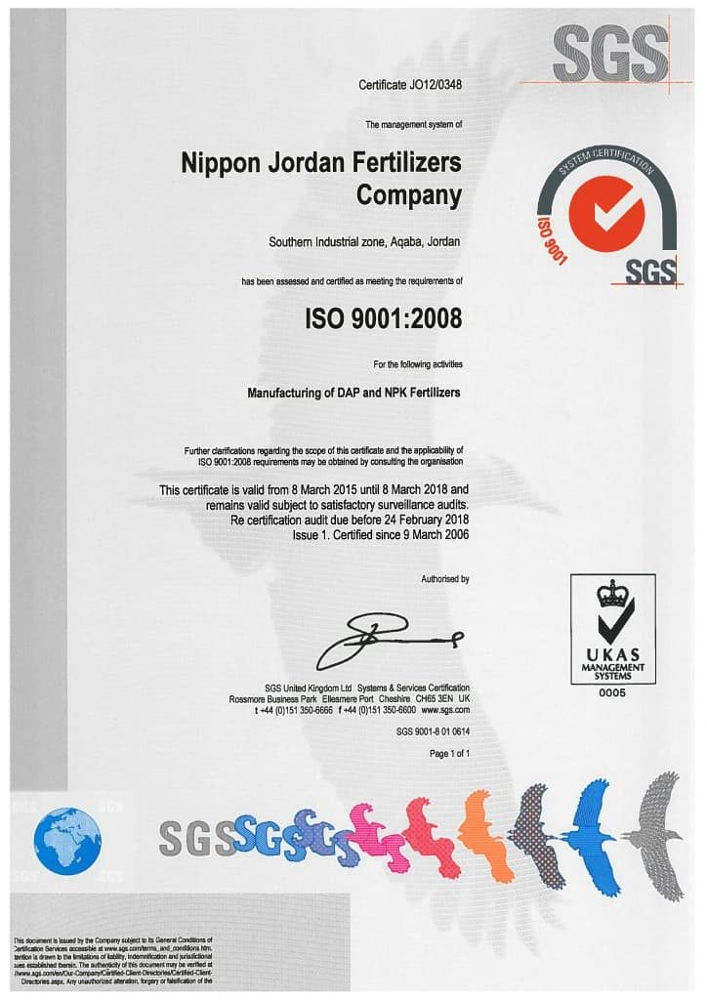 SGS
Certificate JO12/0348
The management system of
Nippon Jordan Fertilizers
Company
Southern Industrial zone, Aqaba, Jordan
has been assessed and certified as meeting the requirements of
ISO 9001:2008
For the following activities
Manufacturing of DAP and NPK Fertilizers
Further clarifications regarding the scope of this certificate and the applicability of
ISO 9001:2008 requirements may be obtained by consulting the organisation
This certificate is valid from 8 March 2015 until 8 March 2018 and
remains valid subject to satisfactory surveillance audits.
Re certification audit due before 24 February 2018
Issue 1. Certified since 9 March 2006
Authorised by
SGS United Kingdom Ltd Systems & Services Certification
Rossmore Business Park Ellesmere Port Cheshire CH65 3EN UK
t +44 (0)151 350-6666 f +44 (0)151 350-6600 www.sgs.com
SGS 9001-8 01 0614
Page 1 of 1
SYSTEM CERTIFICATION
ISO 9001
SGS
UKAS
MANAGEMENT
SYSTEMS
0005
SGS SGS SGS
SGS SGS
SGS SGS
This document is issued by the Company subject to its General Conditions of
Certification Services accessible at www.sgs.com/terms_and_conditions.htm.
tention is drawn to the limitations of liability, indemnification and jurisdictional
ues established therein. The authenticity of this document may be verified at
//www.sgs.com/en/Our-Company/Certified-Client-Directories/Certified-Client-
Directories.aspx. Any unauthorized alteration, forgery or falsification of the